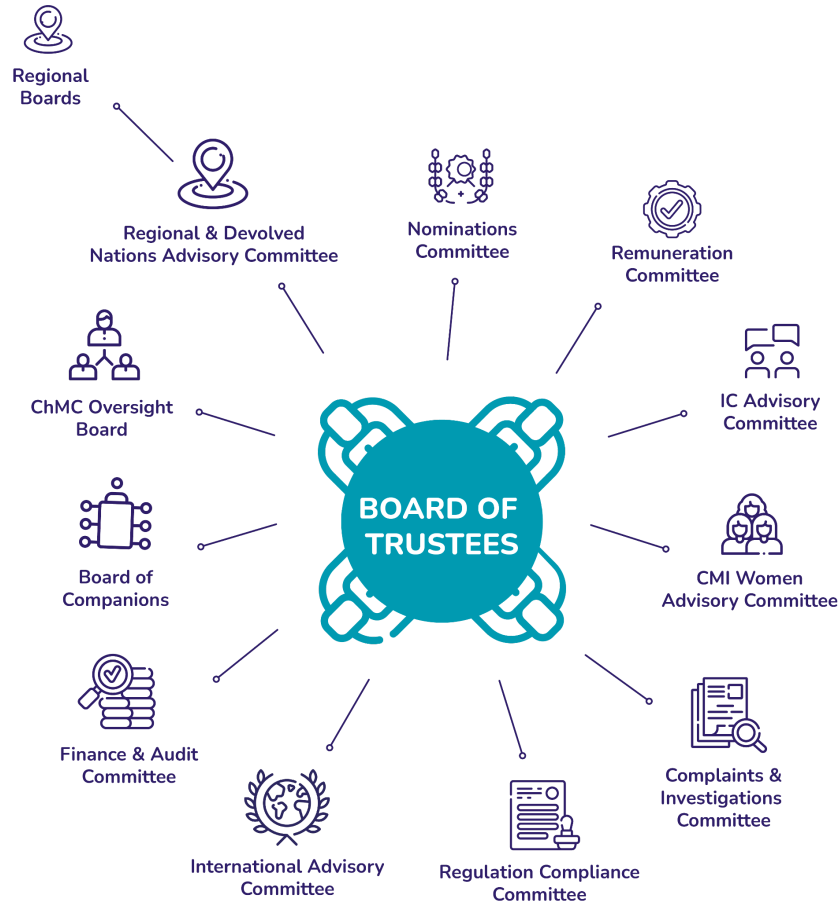 Regional
Boards
Regional & Devolved
Nations Advisory Committee
Nominations
Committee
Remuneration
Committee
ChMC Oversight
Board
IC Advisory
Committee
BOARD OF
TRUSTEES
Board of
Companions
CMI Women
Advisory Committee
Finance & Audit
Committee
Complaints &
Investigations
Committee
International Advisory
Committee
Regulation Compliance
Committee